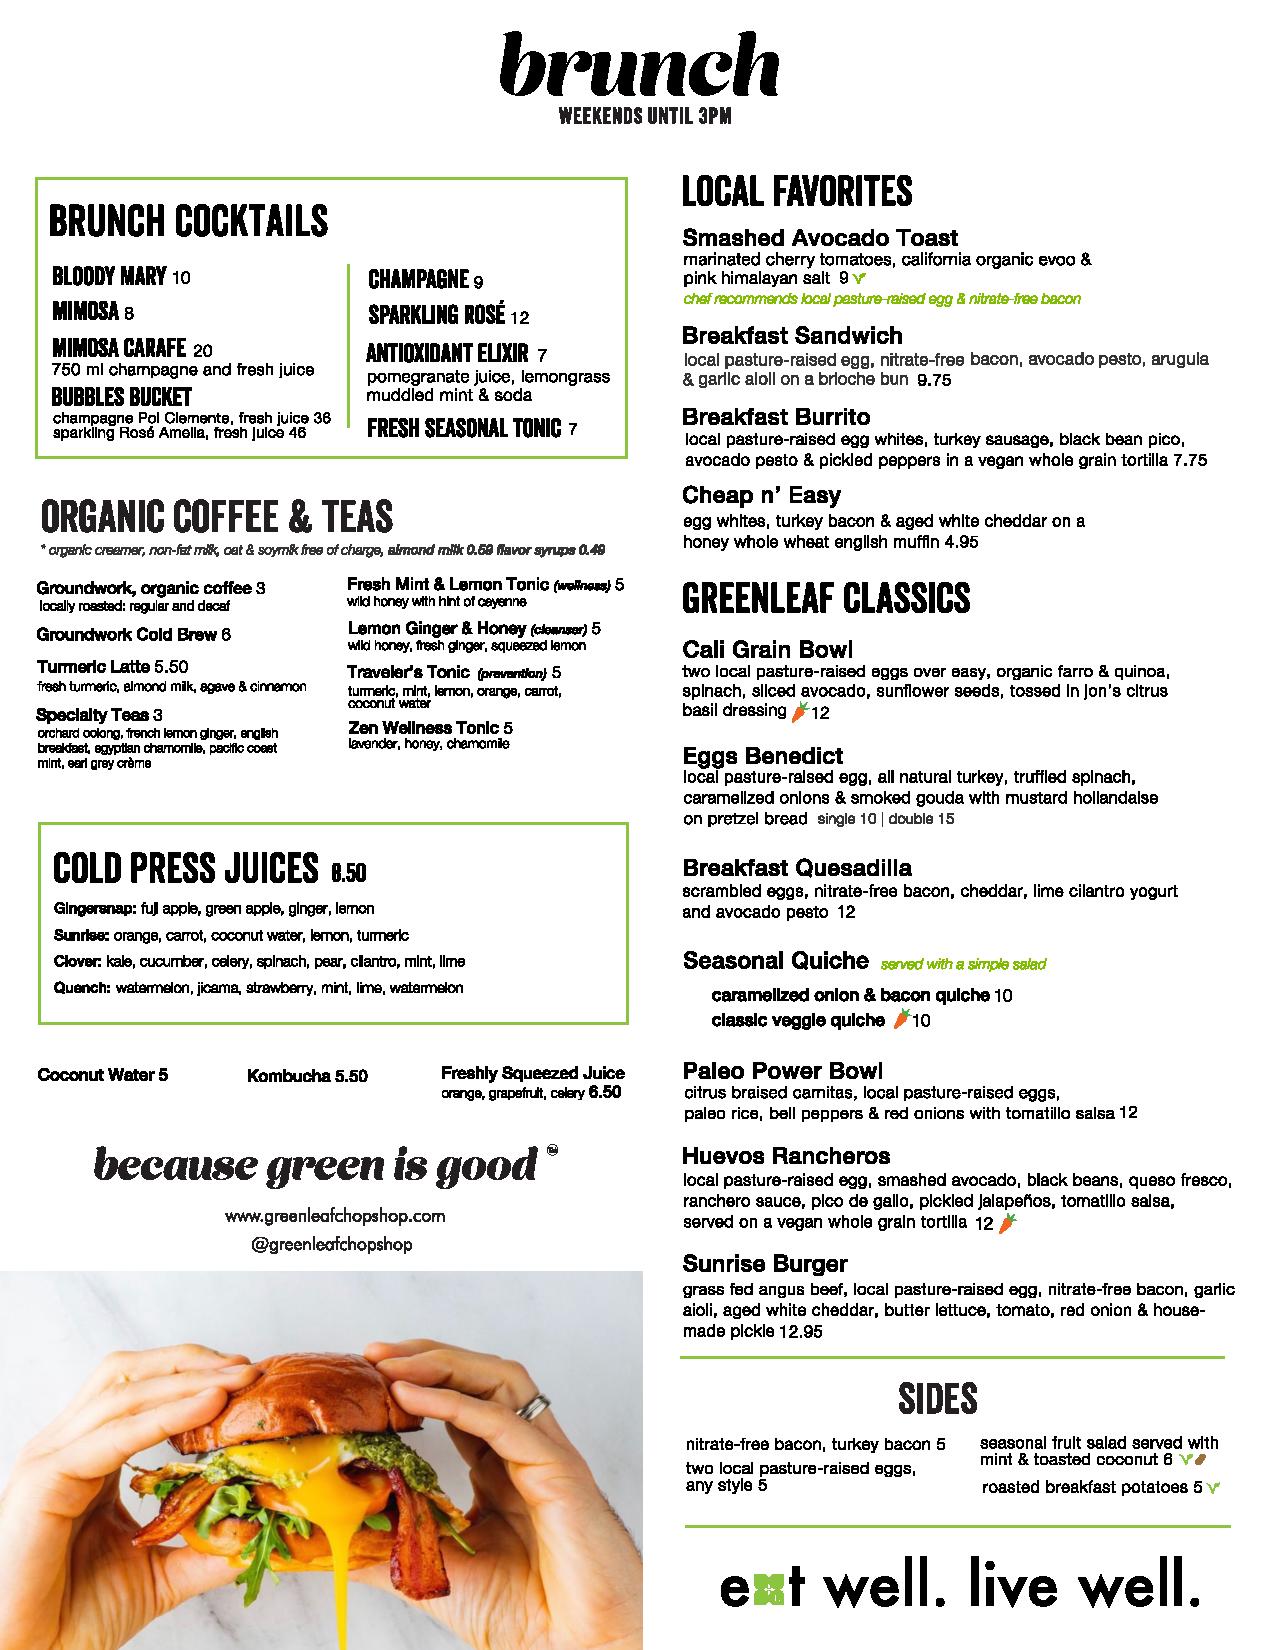 brunch
WEEKENDS UNTIL 3PM
BRUNCH COCKTAILS
BLOODY MARY 10
MIMOSA 8
MIMOSA CARAFE 20
750 ml champagne and fresh juice
BUBBLES BUCKET
champagne Pol Clemente, fresh juice 36
sparkling Rosé Amelia, fresh juice 46
CHAMPAGNE 9
SPARKLING ROSÉ 12
ANTIOXIDANT ELIXIR 7
pomegranate juice, lemongrass
muddled mint & soda
FRESH SEASONAL TONIC 7
ORGANIC COFFEE & TEAS
* organic creamer, non-fat milk, oat & soymilk free of charge, almond milk 0.59 flavor syrups 0.49
Groundwork, organic coffee 3
locally roasted: regular and decaf
Groundwork Cold Brew 6
Turmeric Latte 5.50
fresh turmeric, almond milk, agave & cinnamon
Specialty Teas 3
orchard oolong, french lemon ginger, english
breakfast, egyptian chamomile, pacific coast
mint, earl grey crème
Fresh Mint & Lemon Tonic (wellness) 5
wild honey with hint of cayenne
Lemon Ginger & Honey (cleanser) 5
wild honey, fresh ginger, squeezed lemon
Traveler's Tonic (prevention) 5
turmeric, mint, lemon, orange, carrot,
coconut water
Zen Wellness Tonic 5
lavender, honey, chamomile
COLD PRESS JUICES 8.50
Gingersnap: fuji apple, green apple, ginger, lemon
Sunrise: orange, carrot, coconut water, lemon, turmeric
Clover: kale, cucumber, celery, spinach, pear, cilantro, mint, lime
Quench: watermelon, jicama, strawberry, mint, lime, watermelon
Coconut Water 5
Kombucha 5.50
Freshly Squeezed Juice
orange, grapefruit, celery 6.50
because green is good ™
www.greenleafchopshop.com
@greenleafchopshop
LOCAL FAVORITES
Smashed Avocado Toast
marinated cherry tomatoes, california organic evoo &
pink himalayan salt 9
chef recommends local pasture-raised egg & nitrate-free bacon
Breakfast Sandwich
local pasture-raised egg, nitrate-free bacon, avocado pesto, arugula
& garlic aioli on a brioche bun 9.75
Breakfast Burrito
local pasture-raised egg whites, turkey sausage, black bean pico,
avocado pesto & pickled peppers in a vegan whole grain tortilla 7.75
Cheap n' Easy
egg whites, turkey bacon & aged white cheddar on a
honey whole wheat english muffin 4.95
GREENLEAF CLASSICS
Cali Grain Bowl
two local pasture-raised eggs over easy, organic farro & quinoa,
spinach, sliced avocado, sunflower seeds, tossed in jon's citrus
basil dressing 12
Eggs Benedict
local pasture-raised egg, all natural turkey, truffled spinach,
caramelized onions & smoked gouda with mustard hollandaise
on pretzel bread single 10 | double 15
Breakfast Quesadilla
scrambled eggs, nitrate-free bacon, cheddar, lime cilantro yogurt
and avocado pesto 12
Seasonal Quiche served with a simple salad
caramelized onion & bacon quiche 10
classic veggie quiche 10
Paleo Power Bowl
citrus braised carnitas, local pasture-raised eggs,
paleo rice, bell peppers & red onions with tomatillo salsa 12
Huevos Rancheros
local pasture-raised egg, smashed avocado, black beans, queso fresco,
ranchero sauce, pico de gallo, pickled jalapeños, tomatillo salsa,
served on a vegan whole grain tortilla 12
Sunrise Burger
grass fed angus beef, local pasture-raised egg, nitrate-free bacon, garlic
aioli, aged white cheddar, butter lettuce, tomato, red onion & house-
made pickle 12.95
SIDES
nitrate-free bacon, turkey bacon 5
two local pasture-raised eggs,
any style 5
seasonal fruit salad served with
mint & toasted coconut 6
roasted breakfast potatoes 5
eat well. live well.